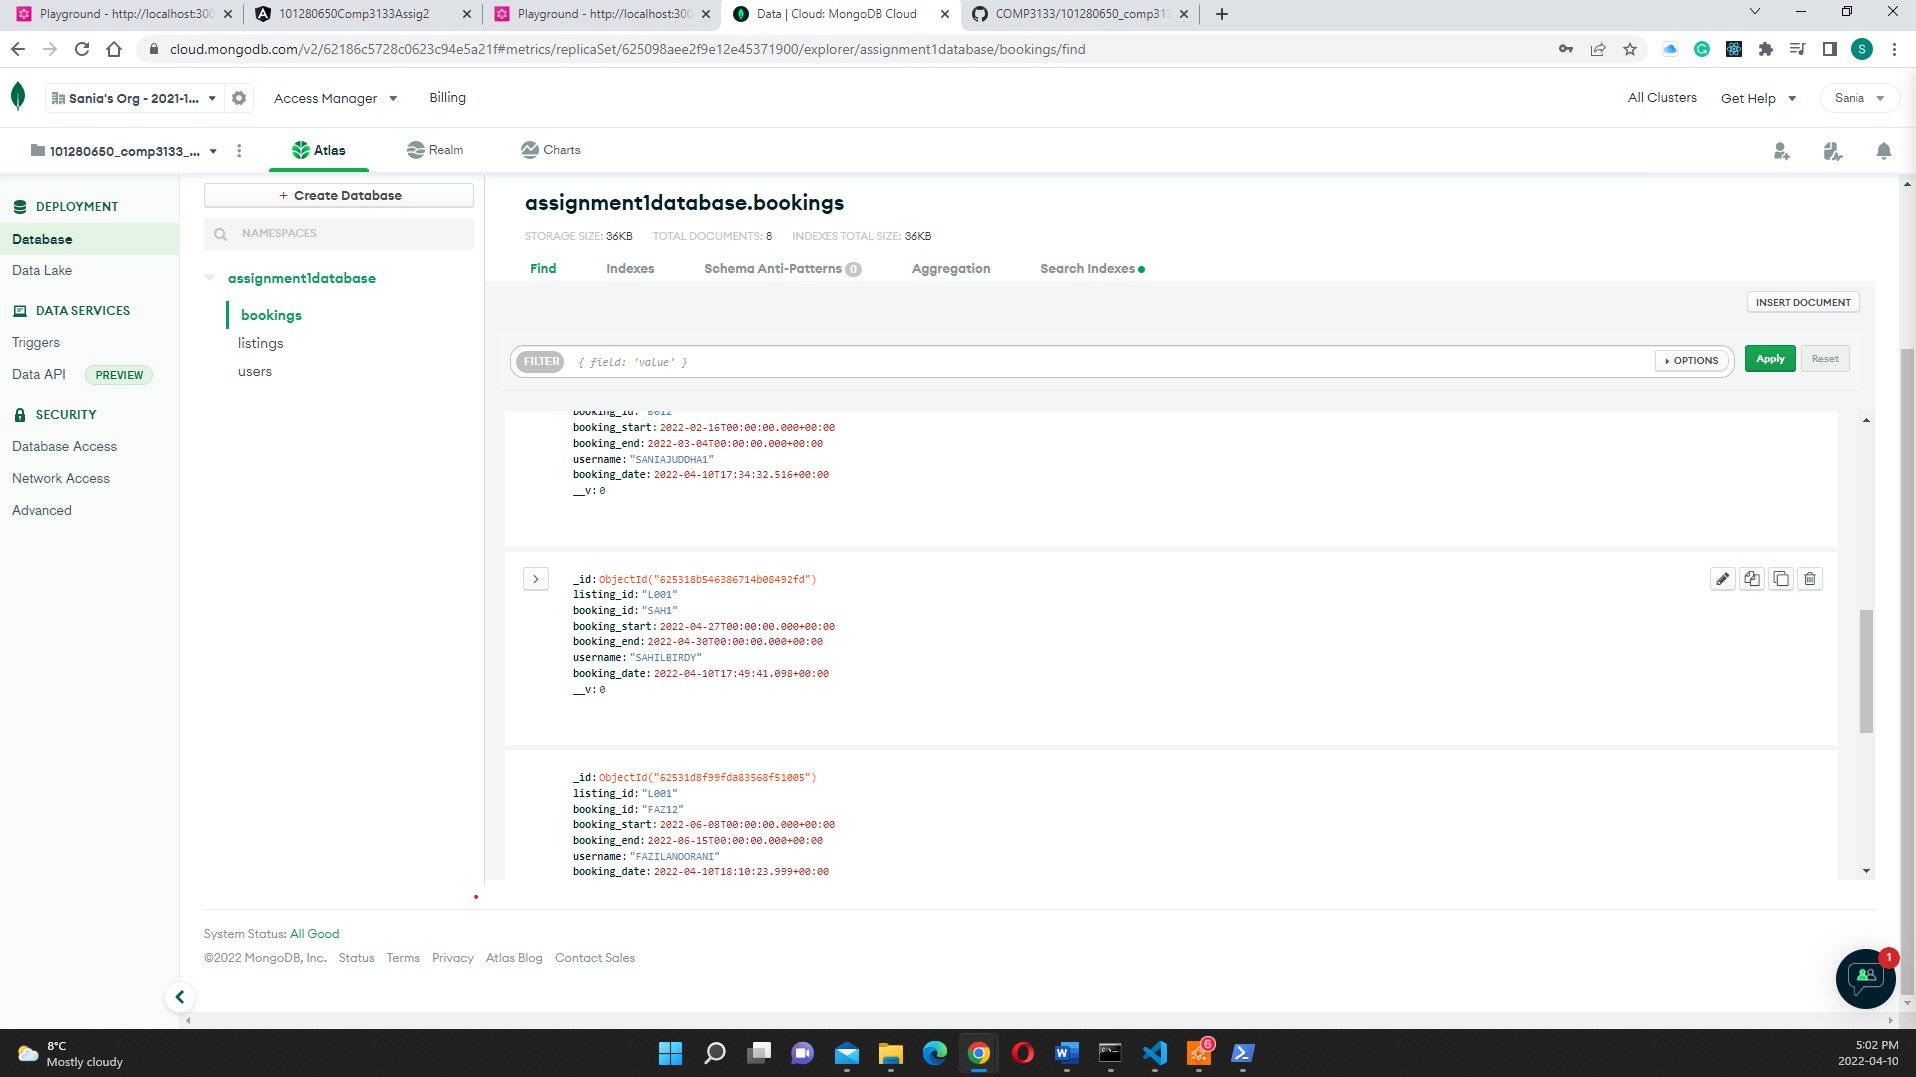 Playground - http://localhost:300
101280650Comp3133Assig2
Playground - http://localhost:300
Data | Cloud: MongoDB Cloud
COMP3133/101280650_comp313
cloud.mongodb.com/v2/62186c5728c0623c94e5a21f#metrics/replicaSet/625098aee2f9e12e45371900/explorer/assignment1database/bookings/find
S
Sania's Org - 2021-1...
Access Manager
Billing
All Clusters
Get Help
Sania
101280650_comp3133_...
Atlas
Realm
Charts
DEPLOYMENT
Database
Data Lake
DATA SERVICES
Triggers
Data API PREVIEW
SECURITY
Database Access
Network Access
Advanced
+ Create Database
NAMESPACES
assignment1database
bookings
listings
users
assignment1database.bookings
STORAGE SIZE: 36KB TOTAL DOCUMENTS: 8 INDEXES TOTAL SIZE: 36KB
Find Indexes Schema Anti-Patterns 0 Aggregation Search Indexes
INSERT DOCUMENT
FILTER { field: 'value' } OPTIONS Apply Reset
booking_id: "B012"
booking_start: 2022-02-16T00:00:00.000+00:00
booking_end: 2022-03-04T00:00:00.000+00:00
username: "SANIAJUDDHA1"
booking_date: 2022-04-10T17:34:32.516+00:00
__v: 0
_id: ObjectId("625318b546386714b08492fd")
listing_id: "L001"
booking_id: "SAH1"
booking_start: 2022-04-27T00:00:00.000+00:00
booking_end: 2022-04-30T00:00:00.000+00:00
username: "SAHILBIRDY"
booking_date: 2022-04-10T17:49:41.098+00:00
__v: 0
_id: ObjectId("62531d8f99fda83568f51005")
listing_id: "L001"
booking_id: "FAZ12"
booking_start: 2022-06-08T00:00:00.000+00:00
booking_end: 2022-06-15T00:00:00.000+00:00
username: "FAZILANOORANI"
booking_date: 2022-04-10T18:10:23.999+00:00
System Status: All Good
©2022 MongoDB, Inc. Status Terms Privacy Atlas Blog Contact Sales
1
8°C
Mostly cloudy
6
5:02 PM
2022-04-10